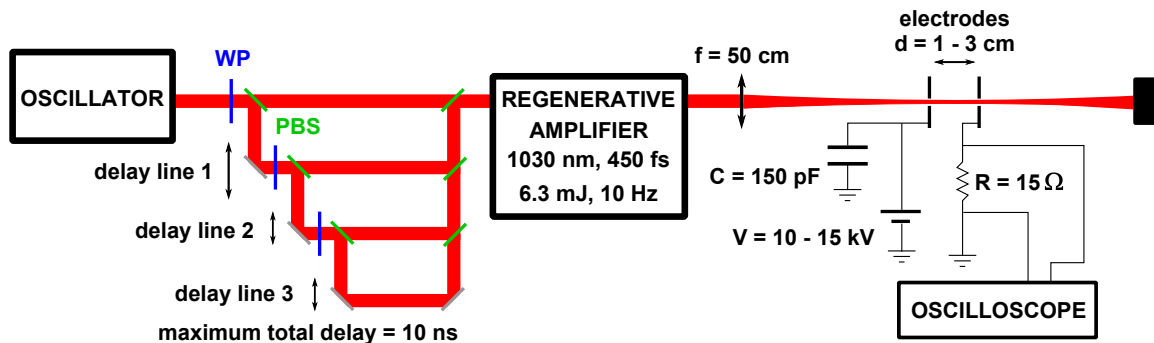 OSCILLATOR
WP
PBS
delay line 1
delay line 2
delay line 3
maximum total delay = 10 ns
REGENERATIVE
AMPLIFIER
1030 nm, 450 fs
6.3 mJ, 10 Hz
f = 50 cm
electrodes
d = 1 - 3 cm
C = 150 pF
V = 10 - 15 kV
R = 15 Ω
OSCILLOSCOPE